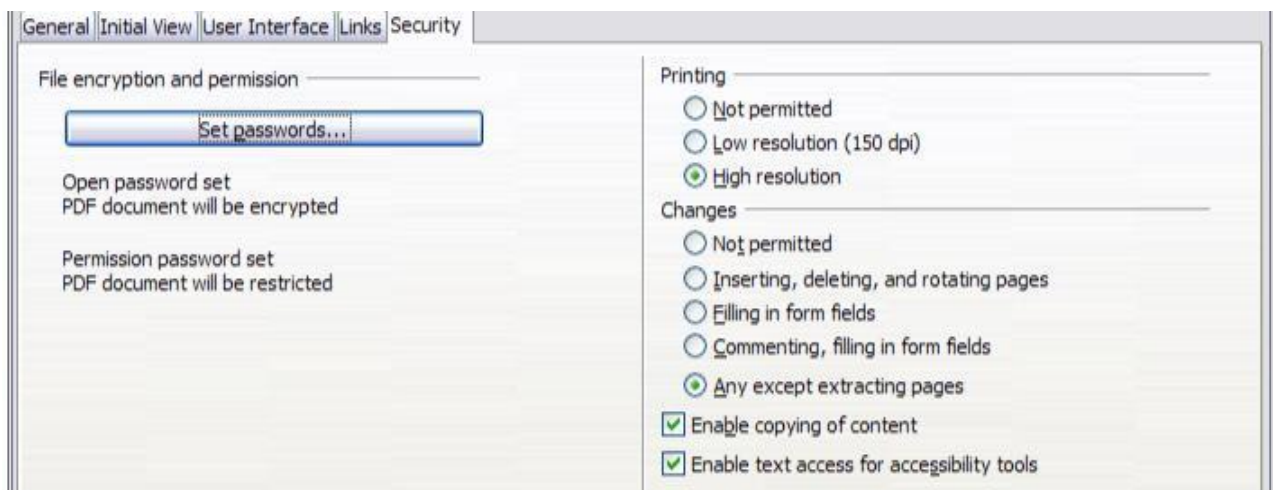 General Initial View User Interface Links Security
File encryption and permission
Set passwords...
Open password set
PDF document will be encrypted
Permission password set
PDF document will be restricted
Printing
Not permitted
Low resolution (150 dpi)
High resolution
Changes
Not permitted
Inserting, deleting, and rotating pages
Filling in form fields
Commenting, filling in form fields
Any except extracting pages
Enable copying of content
Enable text access for accessibility tools